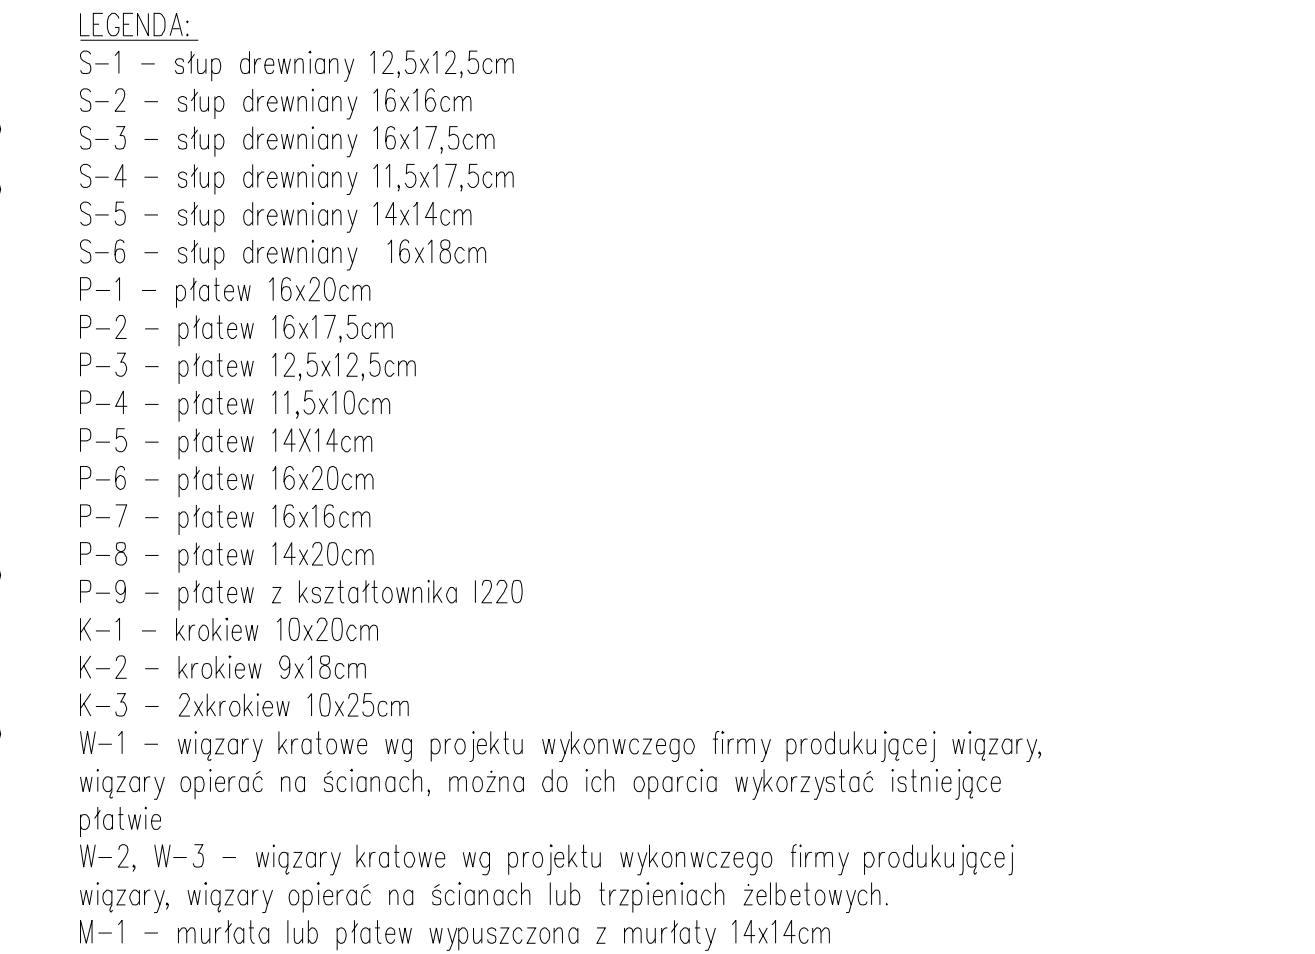 LEGENDA:
S-1 - słup drewniany 12,5x12,5cm
S-2 - słup drewniany 16x16cm
S-3 - słup drewniany 16x17,5cm
S-4 - słup drewniany 11,5x17,5cm
S-5 - słup drewniany 14x14cm
S-6 - słup drewniany 16x18cm
P-1 - płatew 16x20cm
P-2 - płatew 16x17,5cm
P-3 - płatew 12,5x12,5cm
P-4 - płatew 11,5x10cm
P-5 - płatew 14X14cm
P-6 - płatew 16x20cm
P-7 - płatew 16x16cm
P-8 - płatew 14x20cm
P-9 - płatew z kształtownika I220
K-1 - krokiew 10x20cm
K-2 - krokiew 9x18cm
K-3 - 2xkrokiew 10x25cm
W-1 - wiązary kratowe wg projektu wykonwczego firmy produkującej wiązary,
wiązary opierać na ścianach, można do ich oparcia wykorzystać istniejące
płatwie
W-2, W-3 - wiązary kratowe wg projektu wykonwczego firmy produkującej
wiązary, wiązary opierać na ścianach lub trzpieniach żelbetowych.
M-1 - murłata lub płatew wypuszczona z murłaty 14x14cm